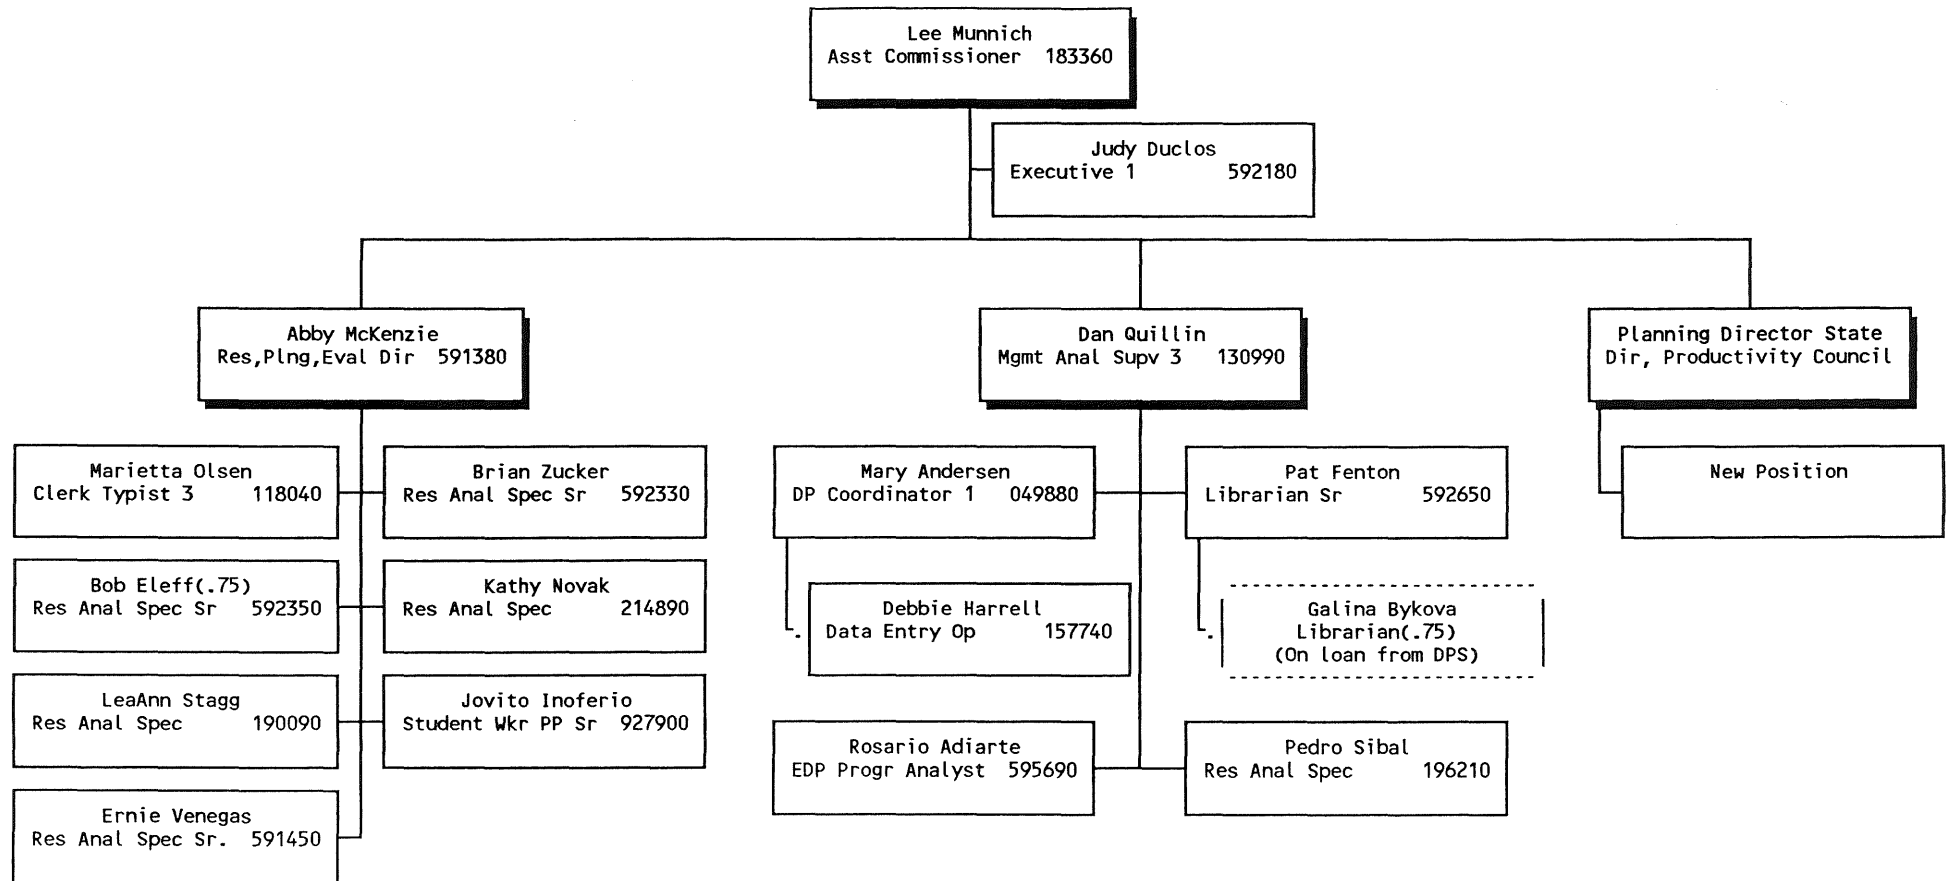 Lee Munnich
Asst Commissioner 183360
Judy Duclos
Executive 1 592180
Abby McKenzie
Res,Plng,Eval Dir 591380
Dan Quillin
Mgmt Anal Supv 3 130990
Planning Director State
Dir, Productivity Council
Marietta Olsen
Clerk Typist 3 118040
Brian Zucker
Res Anal Spec Sr 592330
Mary Andersen
DP Coordinator 1 049880
Pat Fenton
Librarian Sr 592650
New Position
Bob Eleff(.75)
Res Anal Spec Sr 592350
Kathy Novak
Res Anal Spec 214890
Debbie Harrell
Data Entry Op 157740
Galina Bykova
Librarian(.75)
(On loan from DPS)
LeaAnn Stagg
Res Anal Spec 190090
Jovito Inoferio
Student Wkr PP Sr 927900
Rosario Adiarte
EDP Progr Analyst 595690
Pedro Sibal
Res Anal Spec 196210
Ernie Venegas
Res Anal Spec Sr. 591450